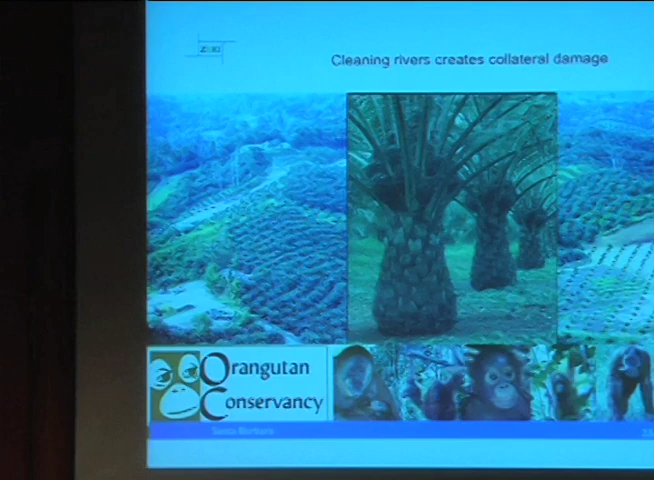 Cleaning rivers creates collateral damage
Orangutan
Conservancy